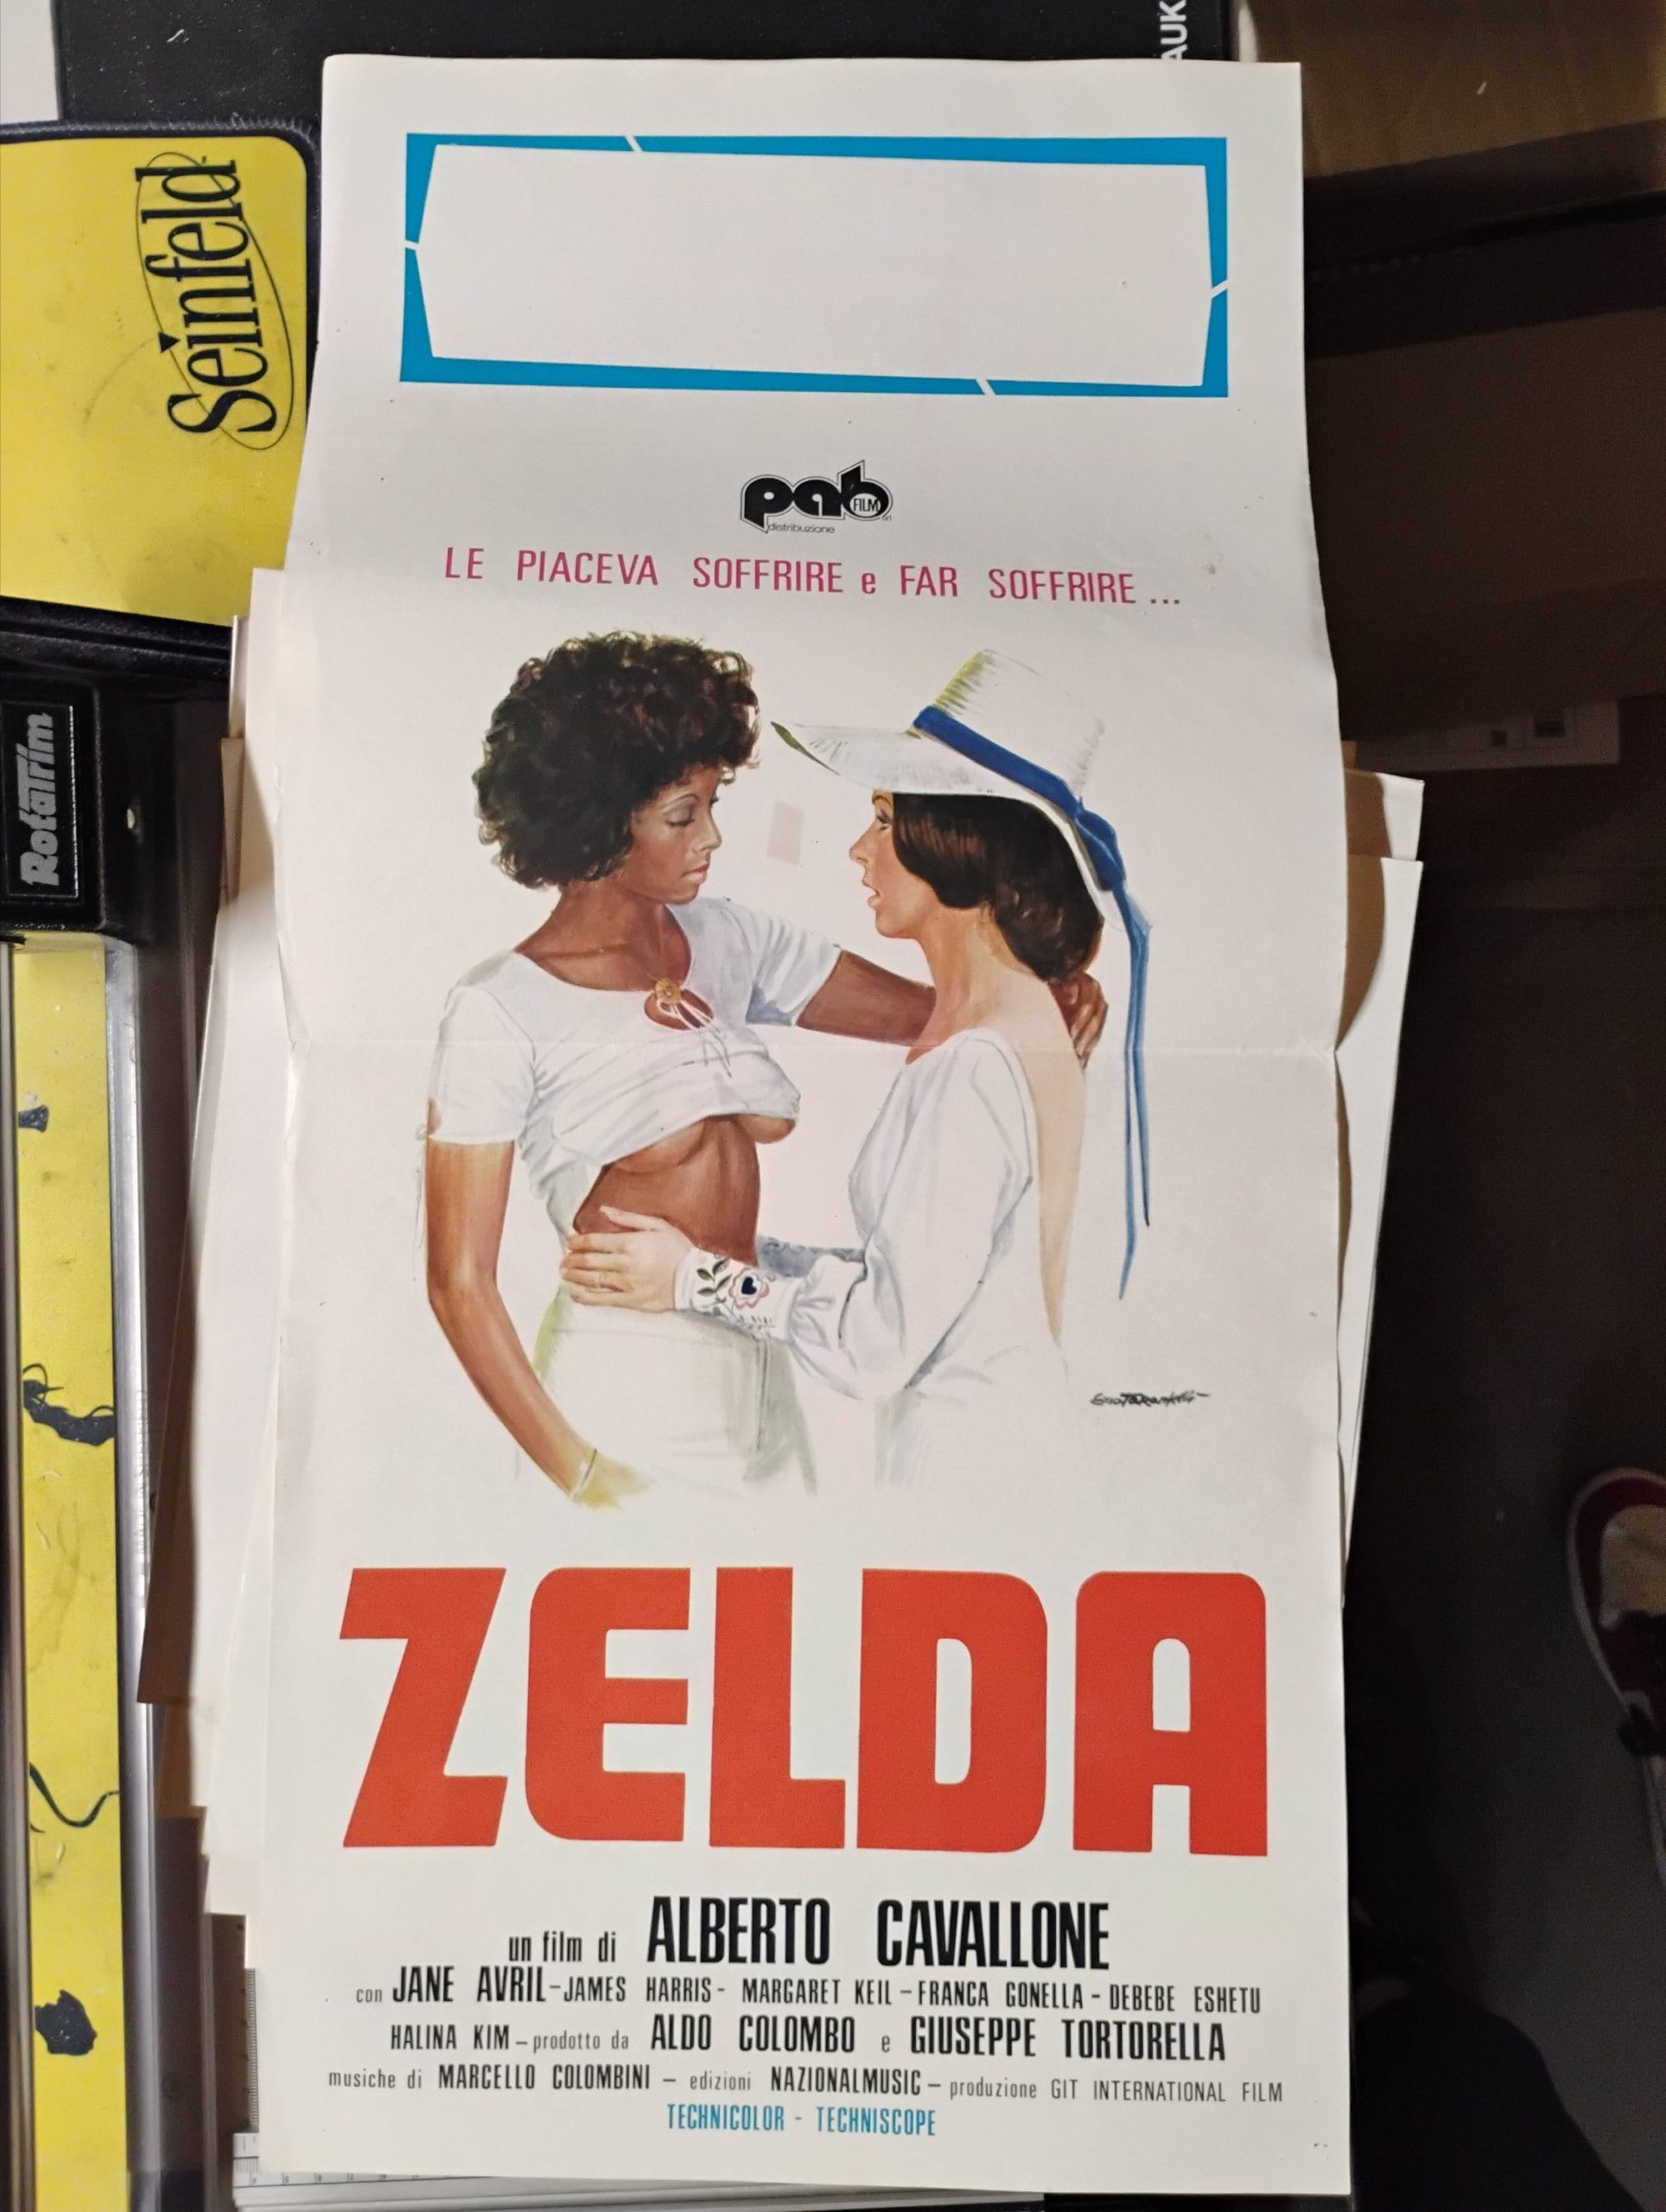 AUK
Seinfeld
pab
FILM
srl
distribuzione
LE PIACEVA SOFFRIRE e FAR SOFFRIRE ...
Rotatrim
ZELDA
un film di ALBERTO CAVALLONE
con JANE AVRIL - JAMES HARRIS - MARGARET KEIL - FRANCA GONELLA - DEBEBE ESHETU
HALINA KIM - prodotto da ALDO COLOMBO e GIUSEPPE TORTORELLA
musiche di MARCELLO COLOMBINI - edizioni NAZIONALMUSIC - produzione GIT INTERNATIONAL FILM
TECHNICOLOR - TECHNISCOPE